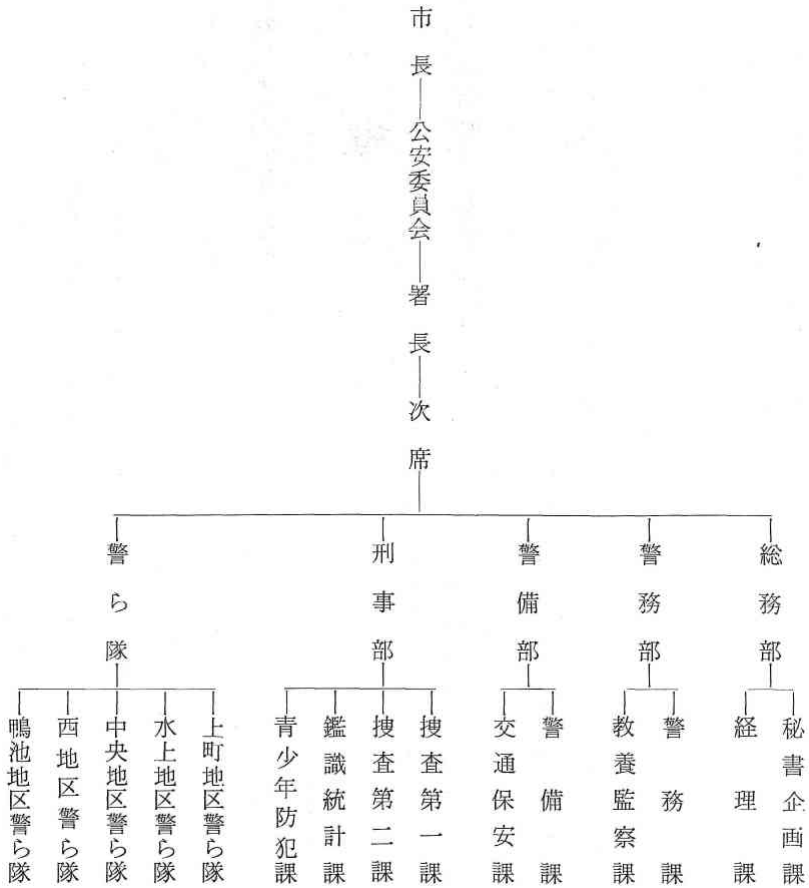 市長
公安委員会
署長
次席
総務部
秘書企画課
経理課
警務部
警務課
教養監察課
警備部
警備課
交通保安課
刑事部
捜査第一課
捜査第二課
鑑識統計課
青少年防犯課
警ら隊
上町地区警ら隊
水上地区警ら隊
中央地区警ら隊
西地区警ら隊
鴨池地区警ら隊